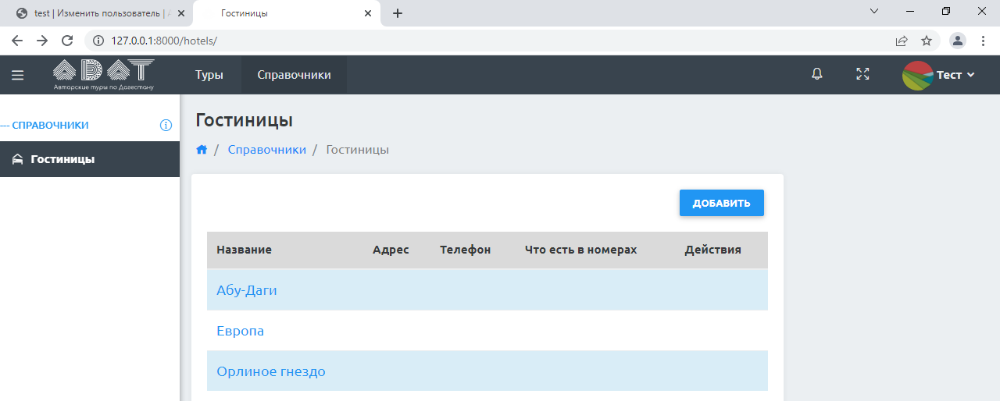 test | Изменить пользователь |
Гостиницы
127.0.0.1:8000/hotels/
АДАТ
Авторские туры по Дагестану
Туры
Справочники
Тест
СПРАВОЧНИКИ
Гостиницы
Гостиницы
/ Справочники / Гостиницы
ДОБАВИТЬ
Название Адрес Телефон Что есть в номерах Действия
Абу-Даги
Европа
Орлиное гнездо